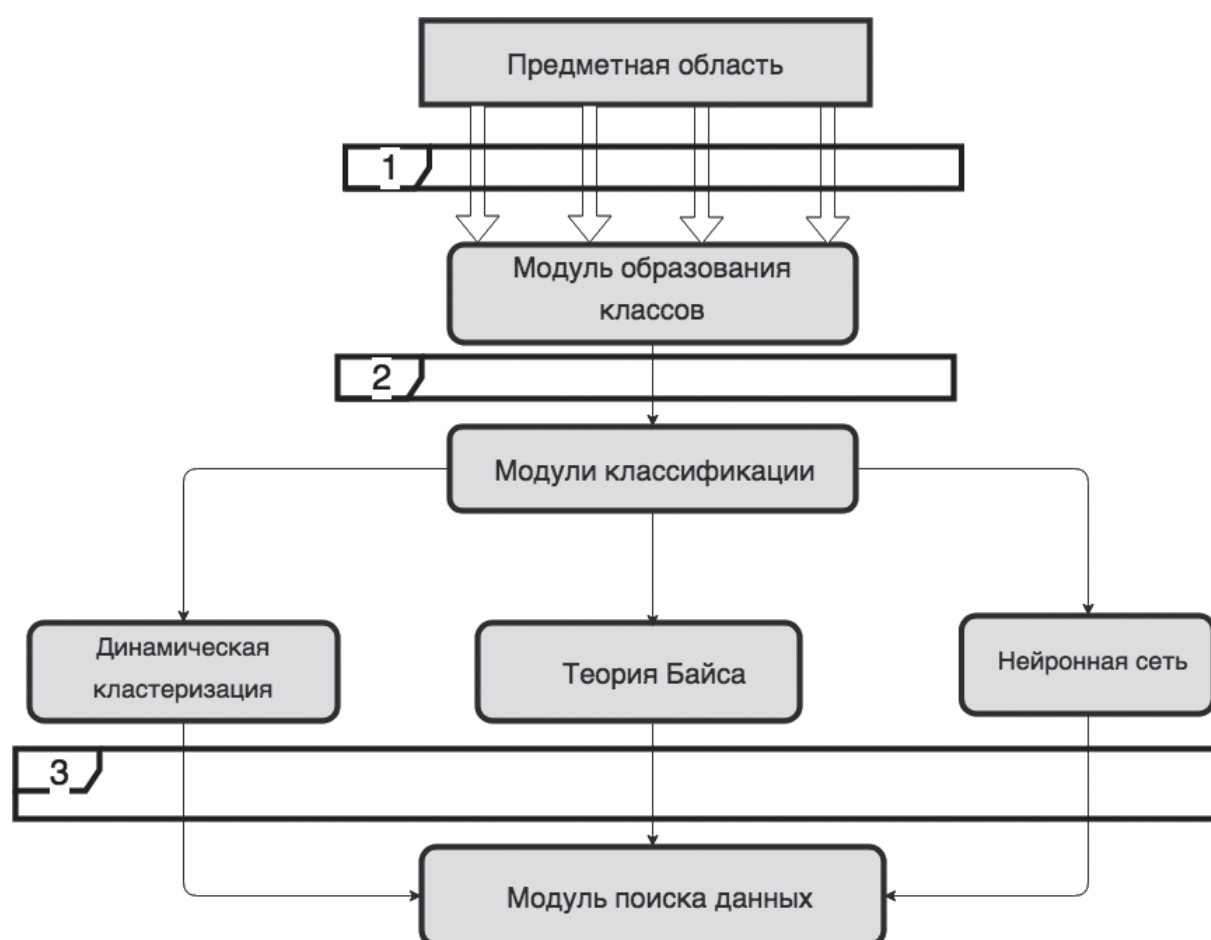 Предметная область
1
Модуль образования
классов
2
Модули классификации
Динамическая
кластеризация
Теория Байса
Нейронная сеть
3
Модуль поиска данных